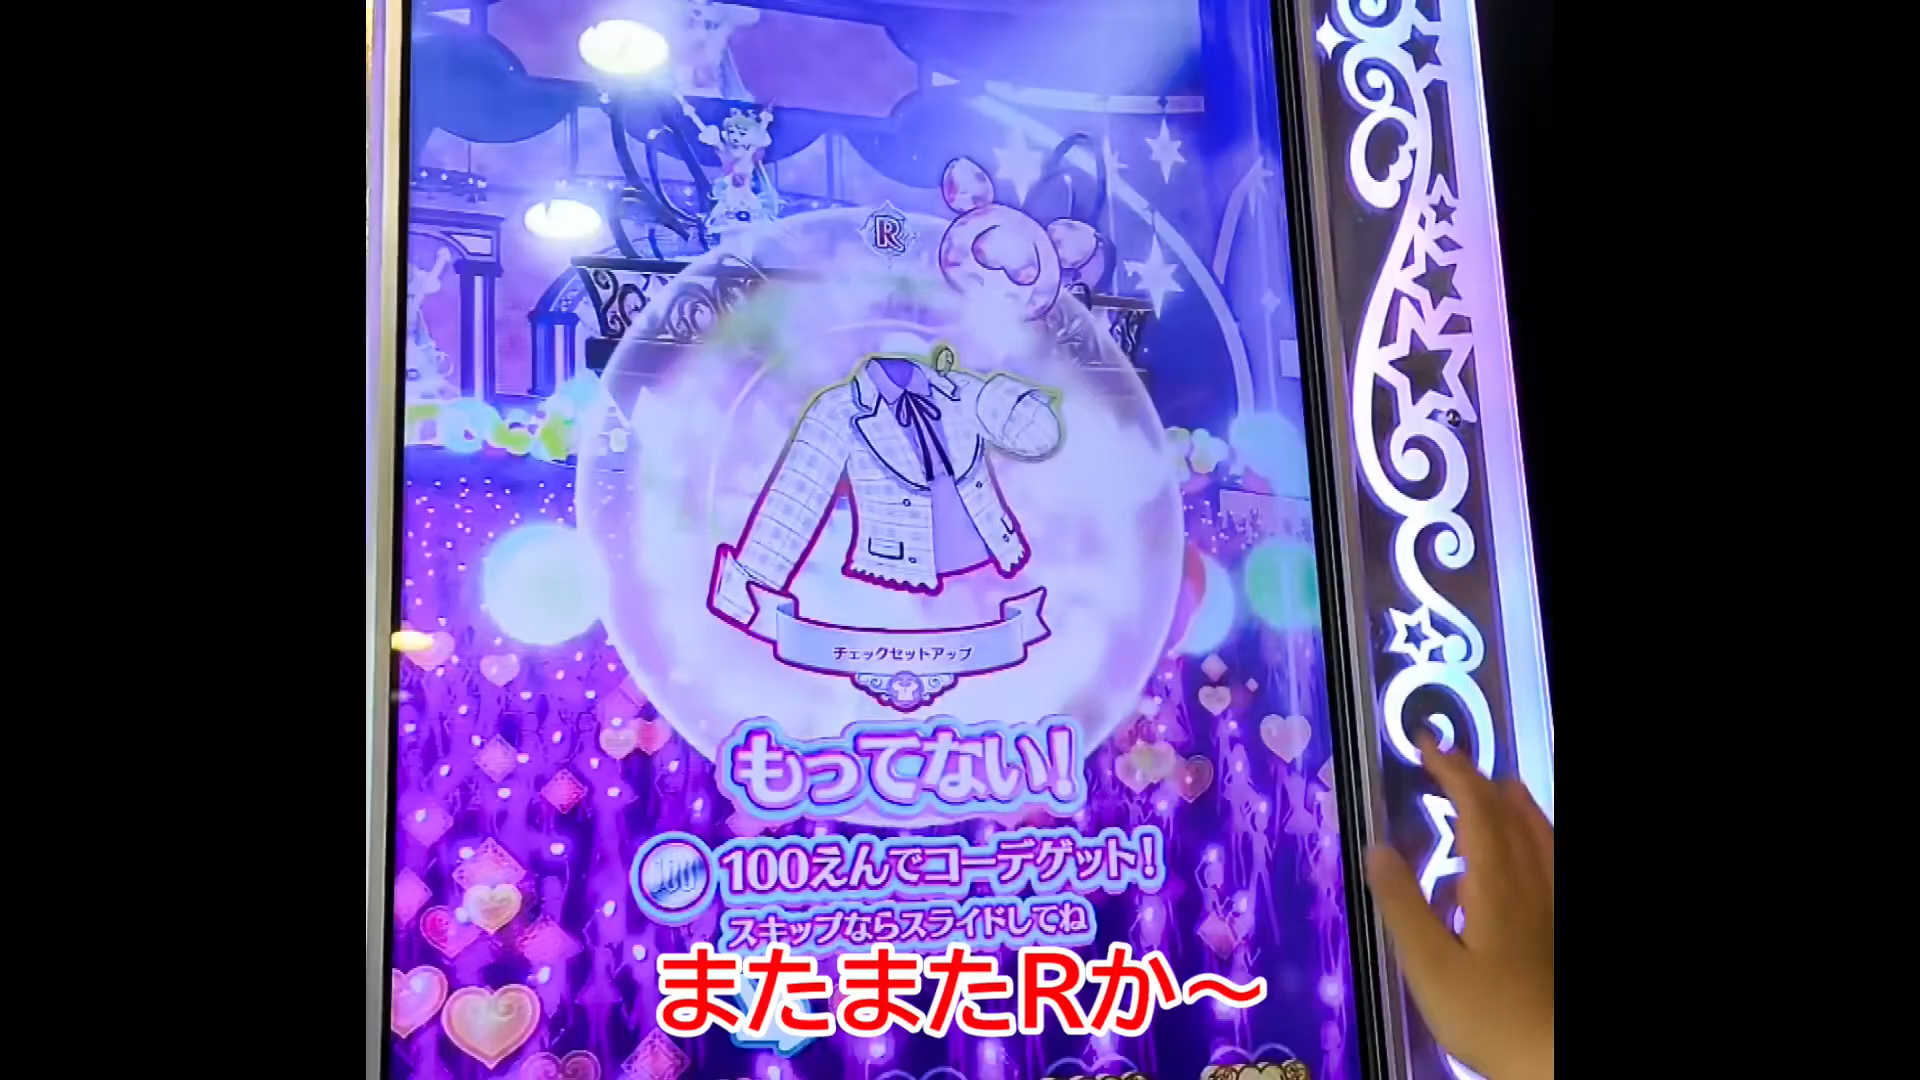 R
チェックセットアップ
もってない!
100
100えんでコーデゲット!
スキップならスライドしてね
またまたRか〜